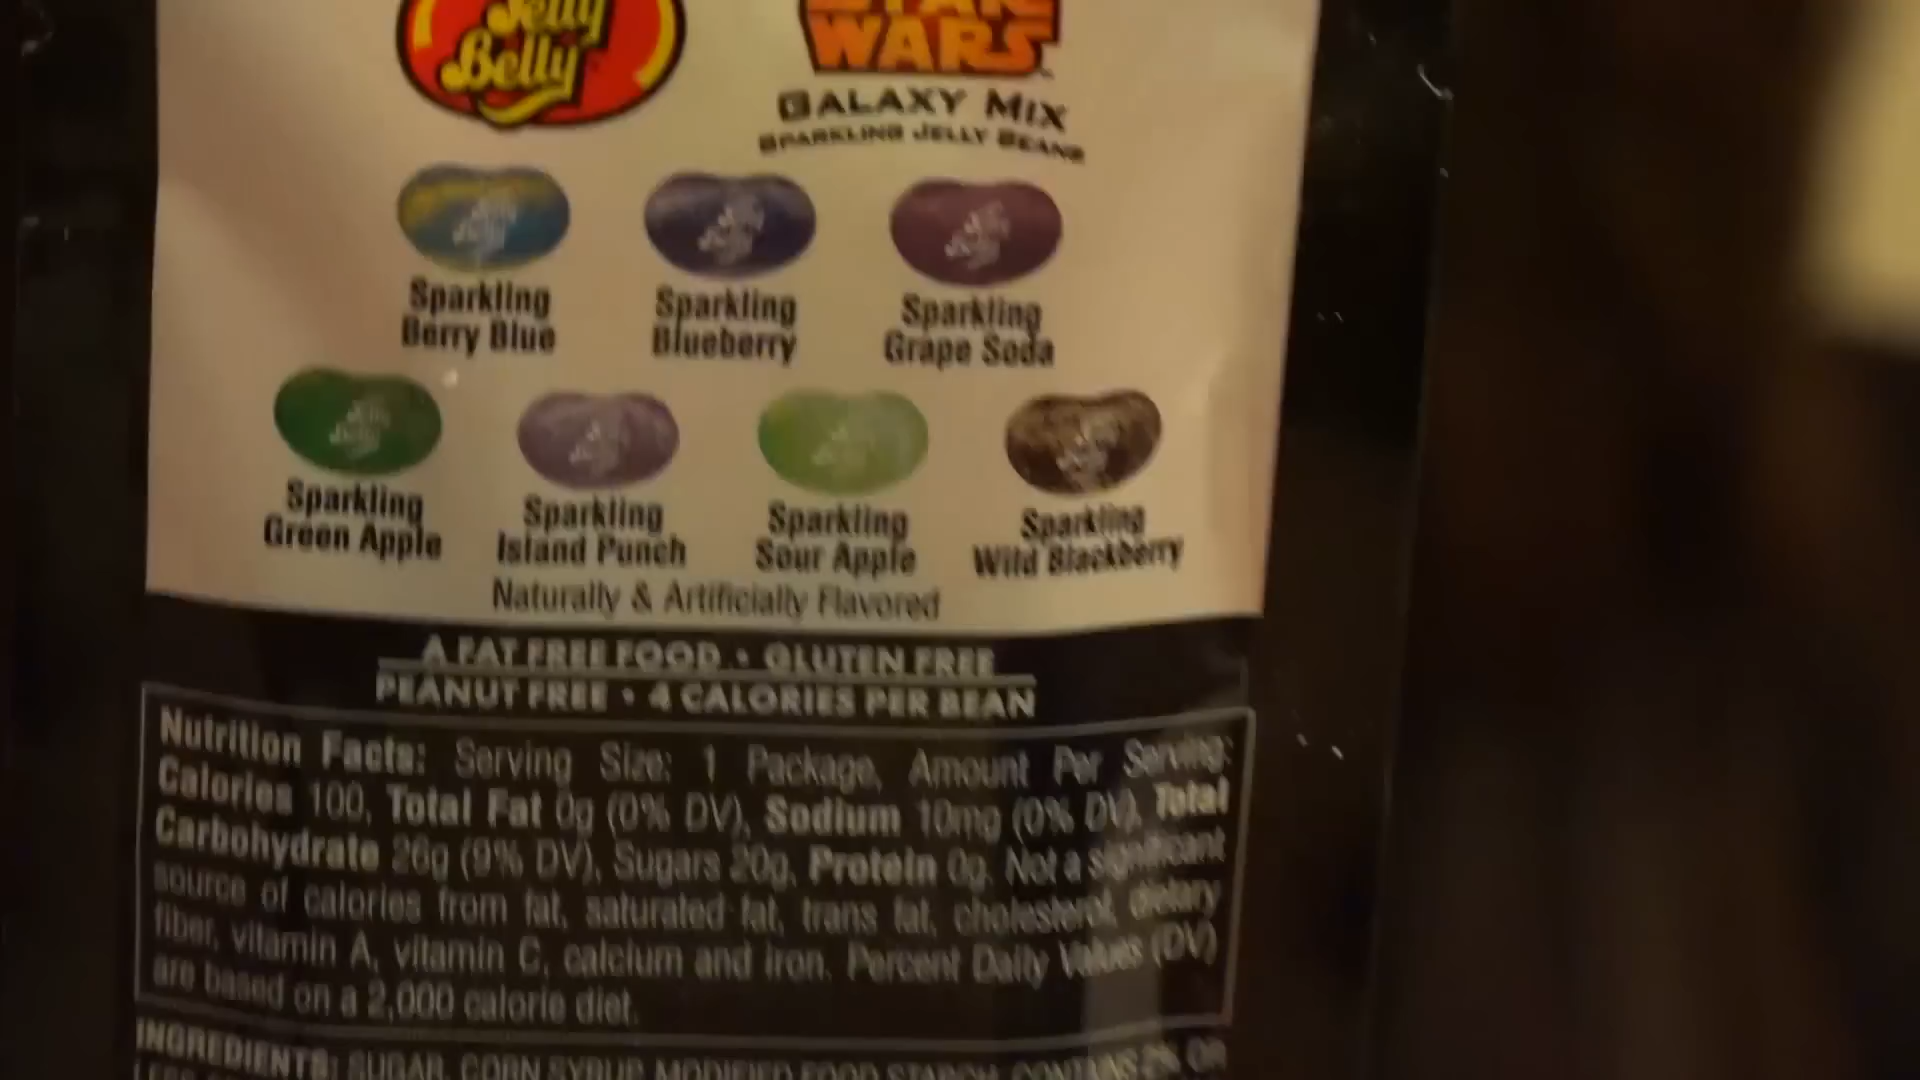 Jelly
Belly
STAR
WARS
GALAXY MIX
SPARKLING JELLY BEANS
Sparkling
Berry Blue
Sparkling
Blueberry
Sparkling
Grape Soda
Sparkling
Green Apple
Sparkling
Island Punch
Sparkling
Sour Apple
Sparkling
Wild Blackberry
Naturally & Artificially Flavored
A FAT FREE FOOD • GLUTEN FREE
PEANUT FREE • 4 CALORIES PER BEAN
Nutrition Facts: Serving Size: 1 Package, Amount Per Serving:
Calories 100, Total Fat 0g (0% DV), Sodium 10mg (0% DV), Total
Carbohydrate 26g (9% DV), Sugars 20g, Protein 0g. Not a significant
source of calories from fat, saturated fat, trans fat, cholesterol, dietary
fiber, vitamin A, vitamin C, calcium and iron. Percent Daily Values (DV)
are based on a 2,000 calorie diet.
INGREDIENTS: SUGAR, CORN SYRUP, MODIFIED FOOD STARCH, CONTAINS 2% OR